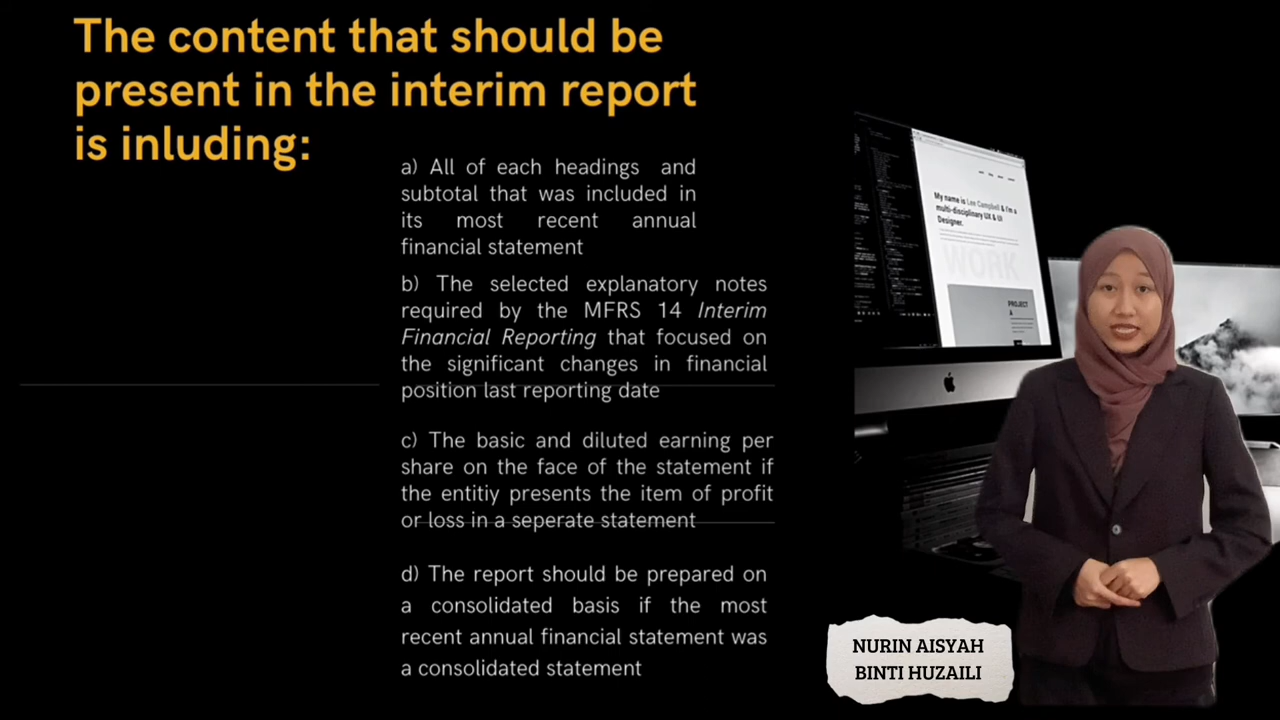 The content that should be
present in the interim report
is inluding:
a) All of each headings and
subtotal that was included in
its most recent annual
financial statement
b) The selected explanatory notes
required by the MFRS 14 Interim
Financial Reporting that focused on
the significant changes in financial
position last reporting date
c) The basic and diluted earning per
share on the face of the statement if
the entitiy presents the item of profit
or loss in a seperate statement
d) The report should be prepared on
a consolidated basis if the most
recent annual financial statement was
a consolidated statement
My name is Lee Campbell & I'm a
multi-disciplinary UX & UI
Designer.
WORK
PROJECT
A
NURIN AISYAH
BINTI HUZAILI